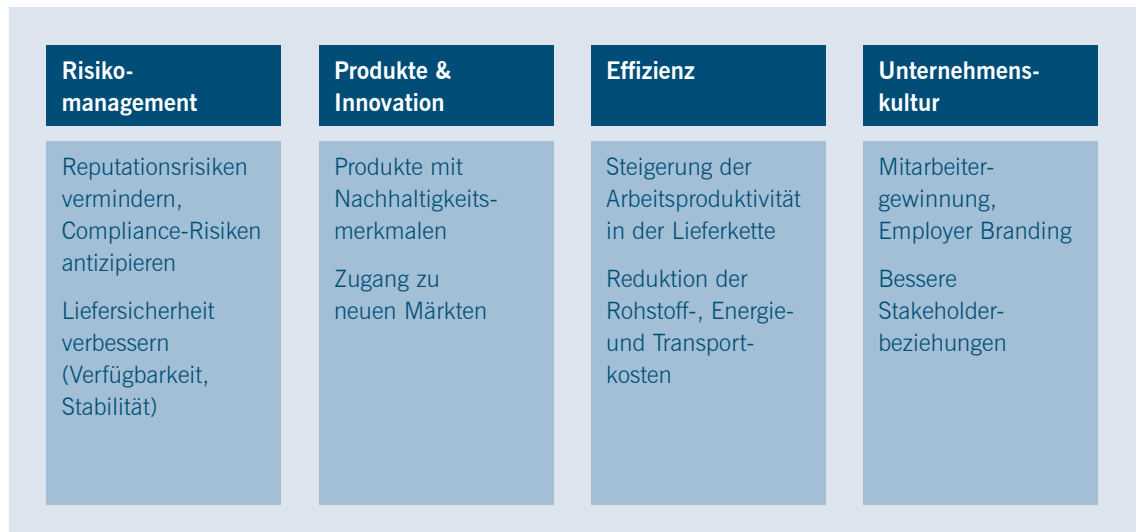 Risiko-
management
Reputationsrisiken
vermindern,
Compliance-Risiken
antizipieren
Liefersicherheit
verbessern
(Verfügbarkeit,
Stabilität)
Produkte &
Innovation
Produkte mit
Nachhaltigkeits-
merkmalen
Zugang zu
neuen Märkten
Effizienz
Steigerung der
Arbeitsproduktivität
in der Lieferkette
Reduktion der
Rohstoff-, Energie-
und Transport-
kosten
Unternehmens-
kultur
Mitarbeiter-
gewinnung,
Employer Branding
Bessere
Stakeholder-
beziehungen